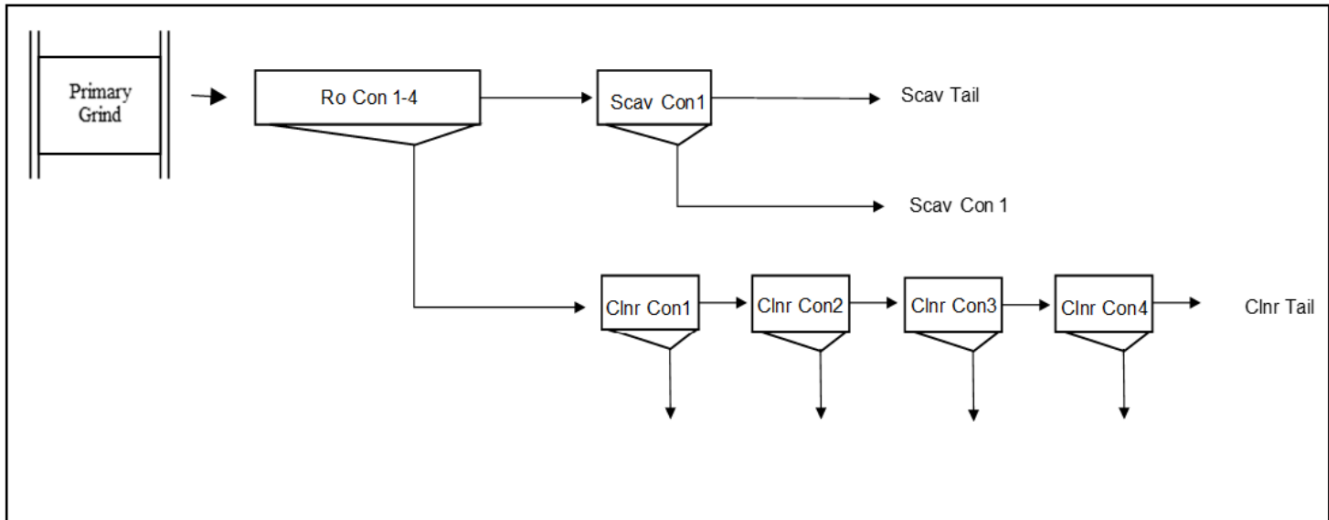 Primary
Grind
Ro Con 1-4
Scav Con1
Scav Tail
Scav Con 1
Clnr Con1
Clnr Con2
Clnr Con3
Clnr Con4
Clnr Tail